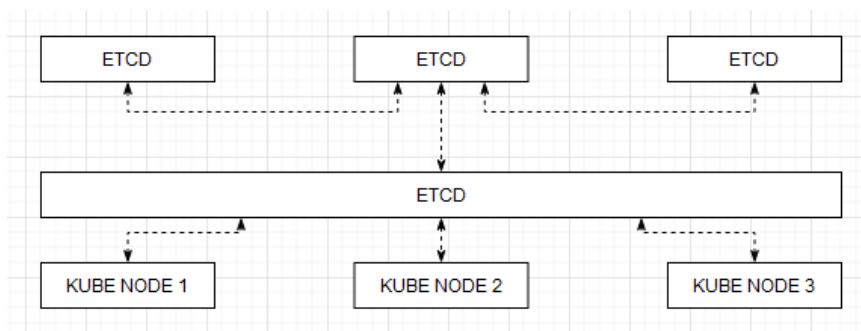 ETCD
ETCD
ETCD
ETCD
KUBE NODE 1
KUBE NODE 2
KUBE NODE 3